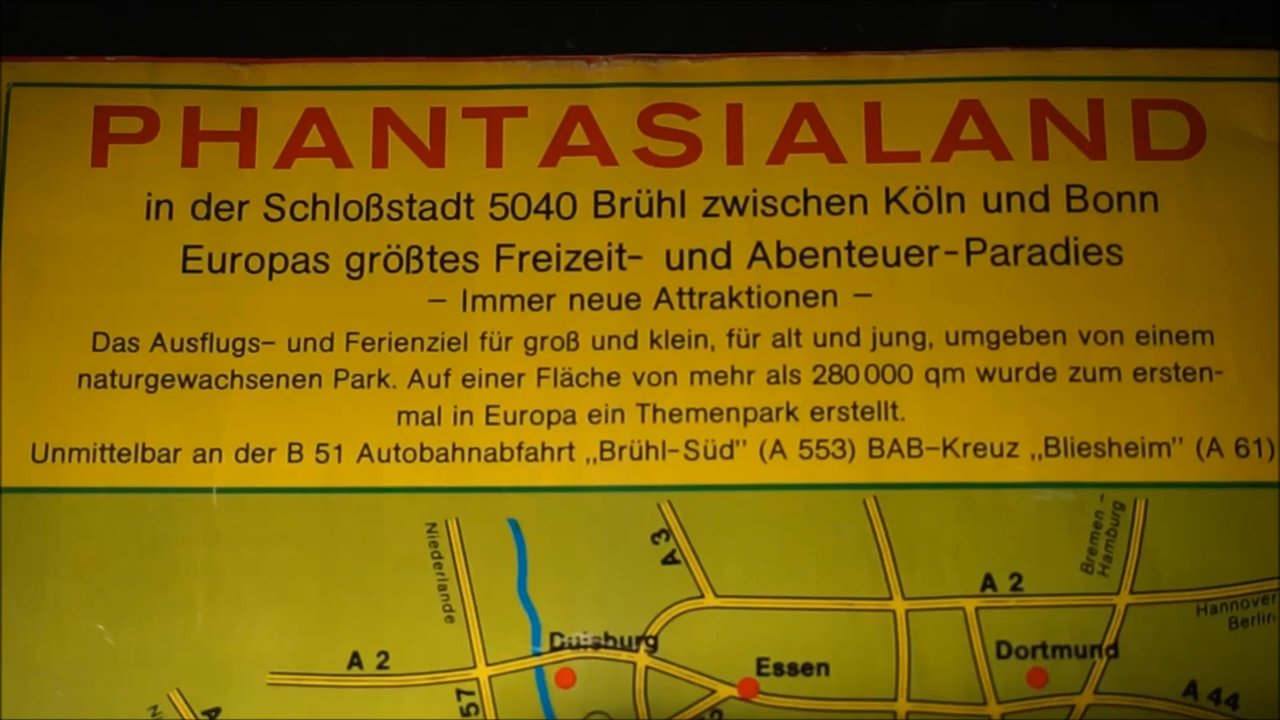 PHANTASIALAND
in der Schloßstadt 5040 Brühl zwischen Köln und Bonn
Europas größtes Freizeit- und Abenteuer-Paradies
– Immer neue Attraktionen –
Das Ausflugs- und Ferienziel für groß und klein, für alt und jung, umgeben von einem
naturgewachsenen Park. Auf einer Fläche von mehr als 280000 qm wurde zum ersten-
mal in Europa ein Themenpark erstellt.
Unmittelbar an der B 51 Autobahnabfahrt „Brühl-Süd" (A 553) BAB-Kreuz „Bliesheim" (A 61)
Niederlande
A 3
Bremen –
Hamburg
A 2
Hannover
Berlin
Duisburg
Dortmund
A 2
Essen
57
A 44